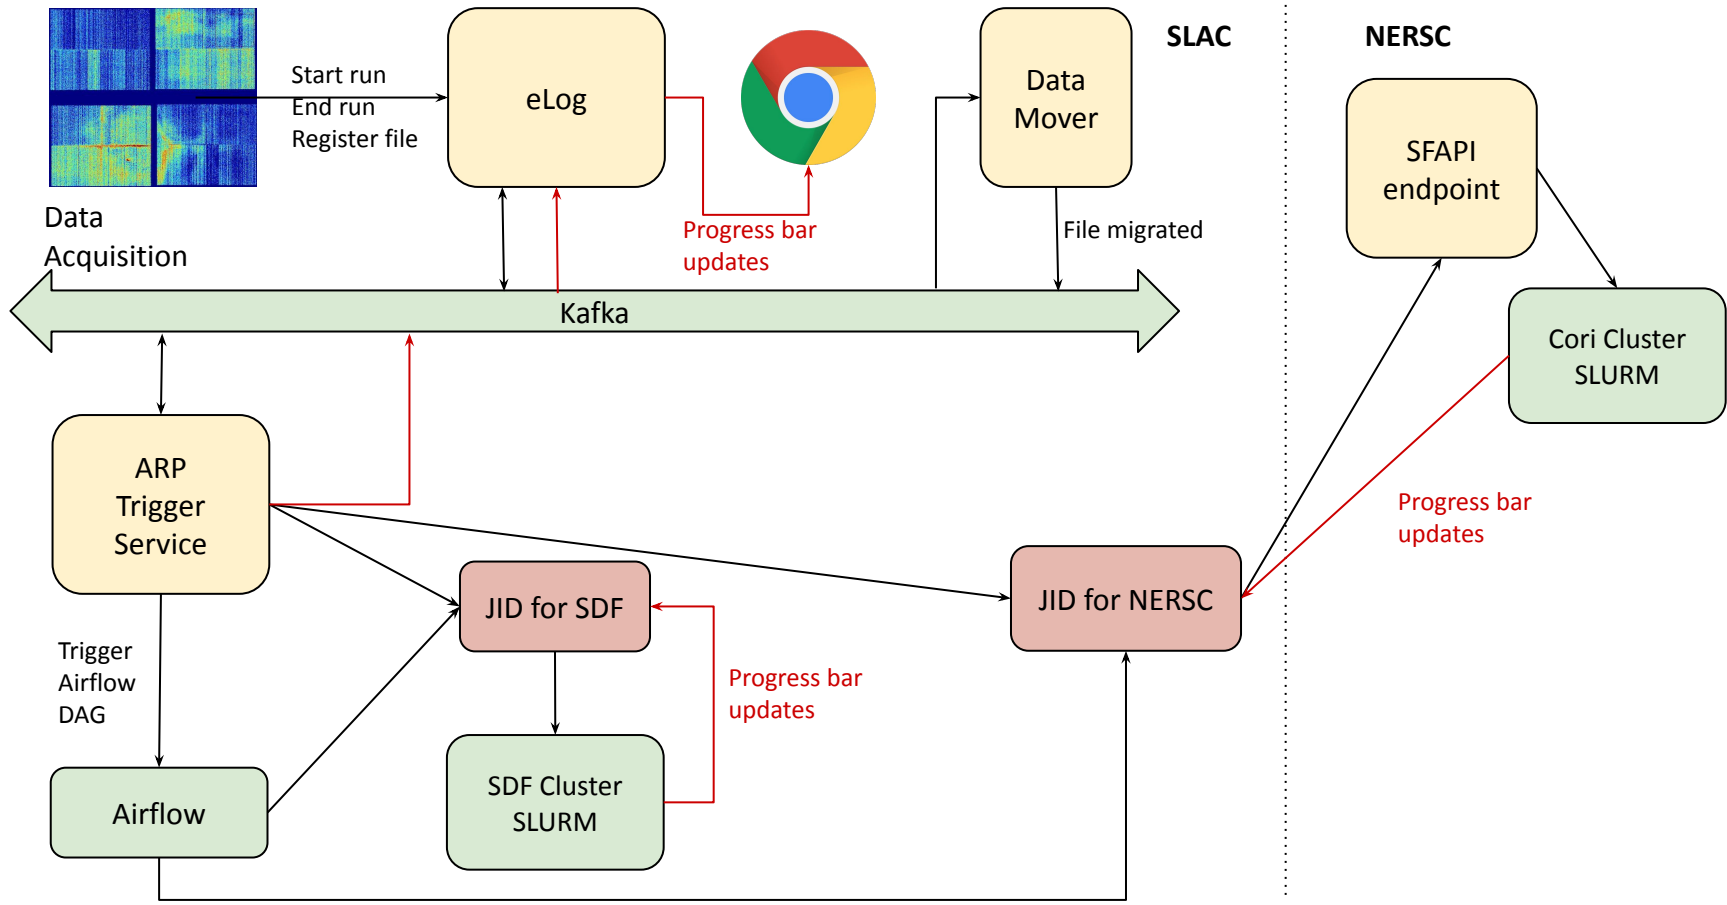 Start run
End run
Register file
eLog
Data
Mover
SLAC
NERSC
SFAPI
endpoint
Data
Acquisition
Progress bar
updates
File migrated
Kafka
Cori Cluster
SLURM
ARP
Trigger
Service
Progress bar
updates
JID for SDF
JID for NERSC
Trigger
Airflow
DAG
Progress bar
updates
Airflow
SDF Cluster
SLURM